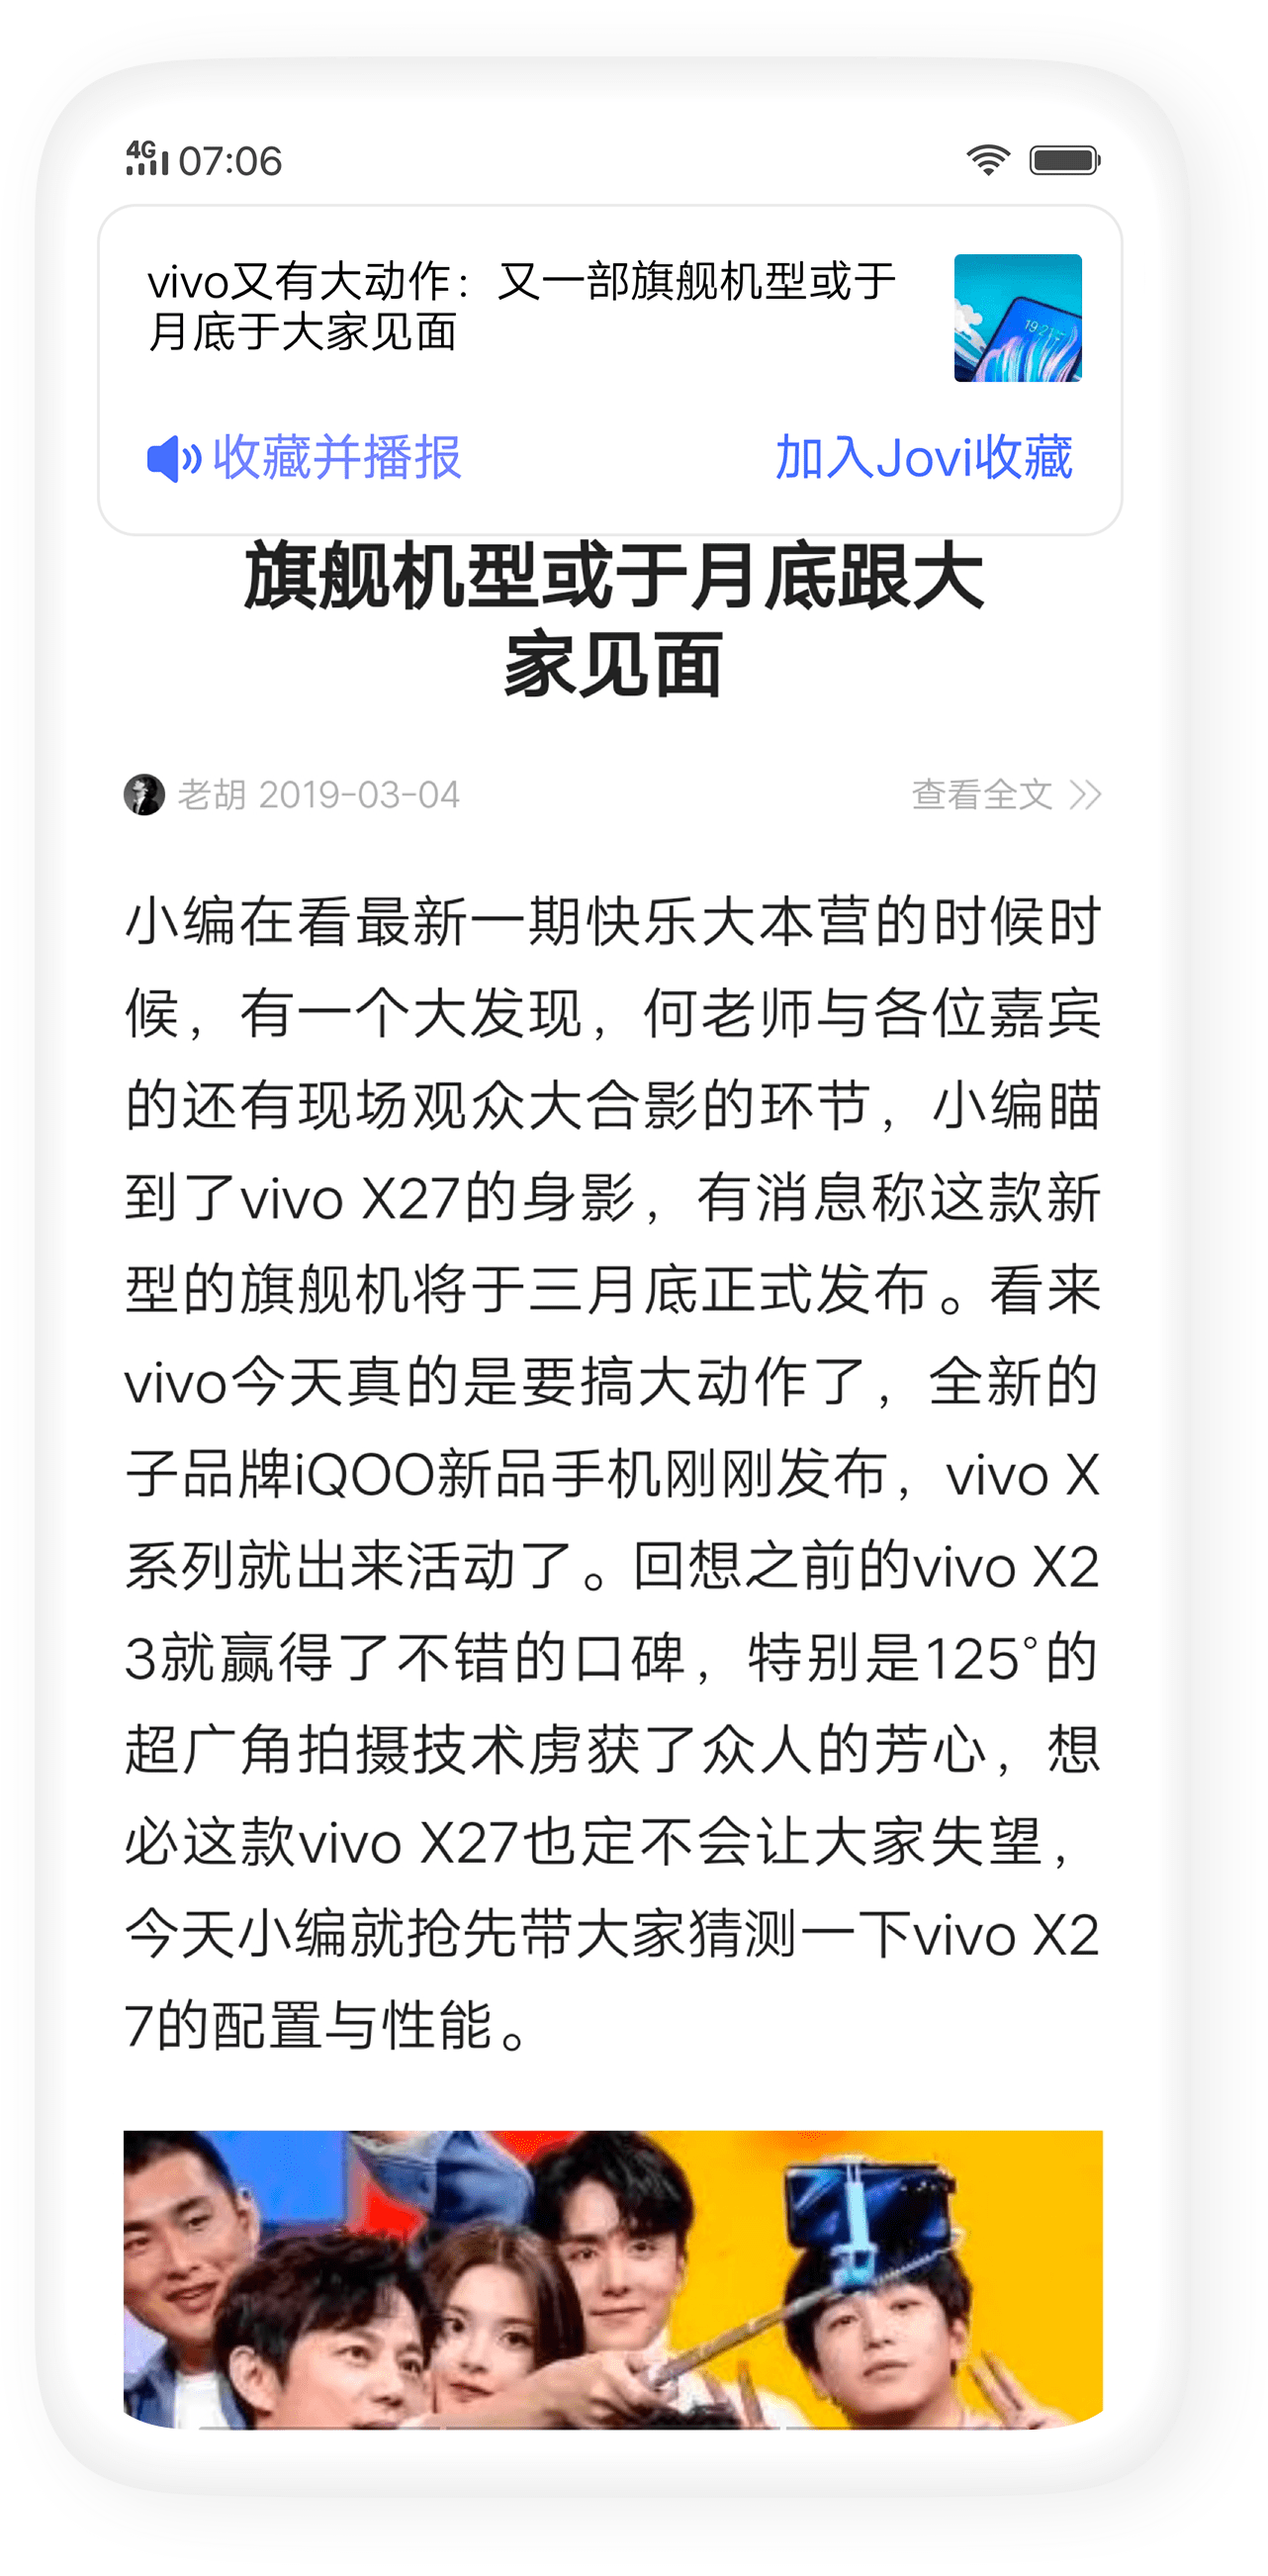 4G 07:06
vivo又有大动作：又一部旗舰机型或于
月底于大家见面
19:21
收藏并播报
加入Jovi收藏
旗舰机型或于月底跟大
家见面
老胡 2019-03-04
查看全文
小编在看最新一期快乐大本营的时候时
候，有一个大发现，何老师与各位嘉宾
的还有现场观众大合影的环节，小编瞄
到了vivo X27的身影，有消息称这款新
型的旗舰机将于三月底正式发布。看来
vivo今天真的是要搞大动作了，全新的
子品牌iQOO新品手机刚刚发布，vivo X
系列就出来活动了。回想之前的vivo X2
3就赢得了不错的口碑，特别是125°的
超广角拍摄技术虏获了众人的芳心，想
必这款vivo X27也定不会让大家失望，
今天小编就抢先带大家猜测一下vivo X2
7的配置与性能。